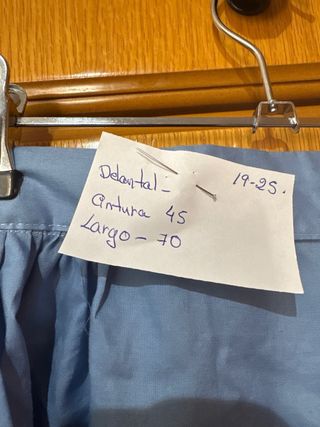 19-25.
Delantal-
Cintura 45
Largo - 70